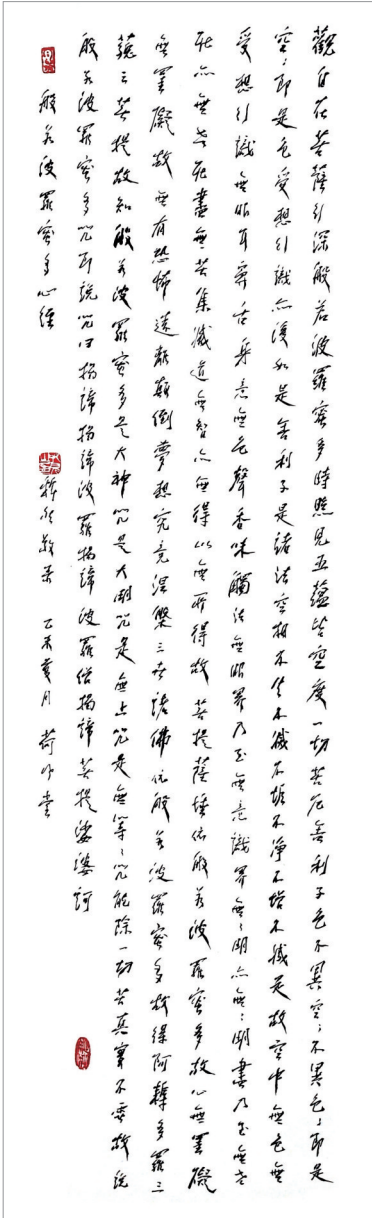 觀自在菩薩行深般若波羅蜜多時照見五蘊皆空度一切苦厄舍利子色不異空、不異色、即是
空、即是色受想行識亦復如是舍利子是諸法空相不生不滅不垢不淨不增不減是故空中無色無
受想行識無眼耳鼻舌身意無色聲香味觸法無眼界乃至無意識界無、明亦無、明盡乃至無老
死亦無老死盡無苦集滅道無智亦無得以無所得故菩提薩埵依般若波羅蜜多故心無罣礙
無罣礙故無有恐怖遠離顛倒夢想究竟涅槃三世諸佛依般若波羅蜜多故得阿耨多羅三
藐三菩提故知般若波羅蜜多是大神咒是大明咒是無上咒是無等、咒能除一切苦真實不虛故說
般若波羅蜜多咒即說咒曰揭諦揭諦波羅揭諦波羅僧揭諦菩提娑婆訶
般若波羅蜜多心經
乙未夏月